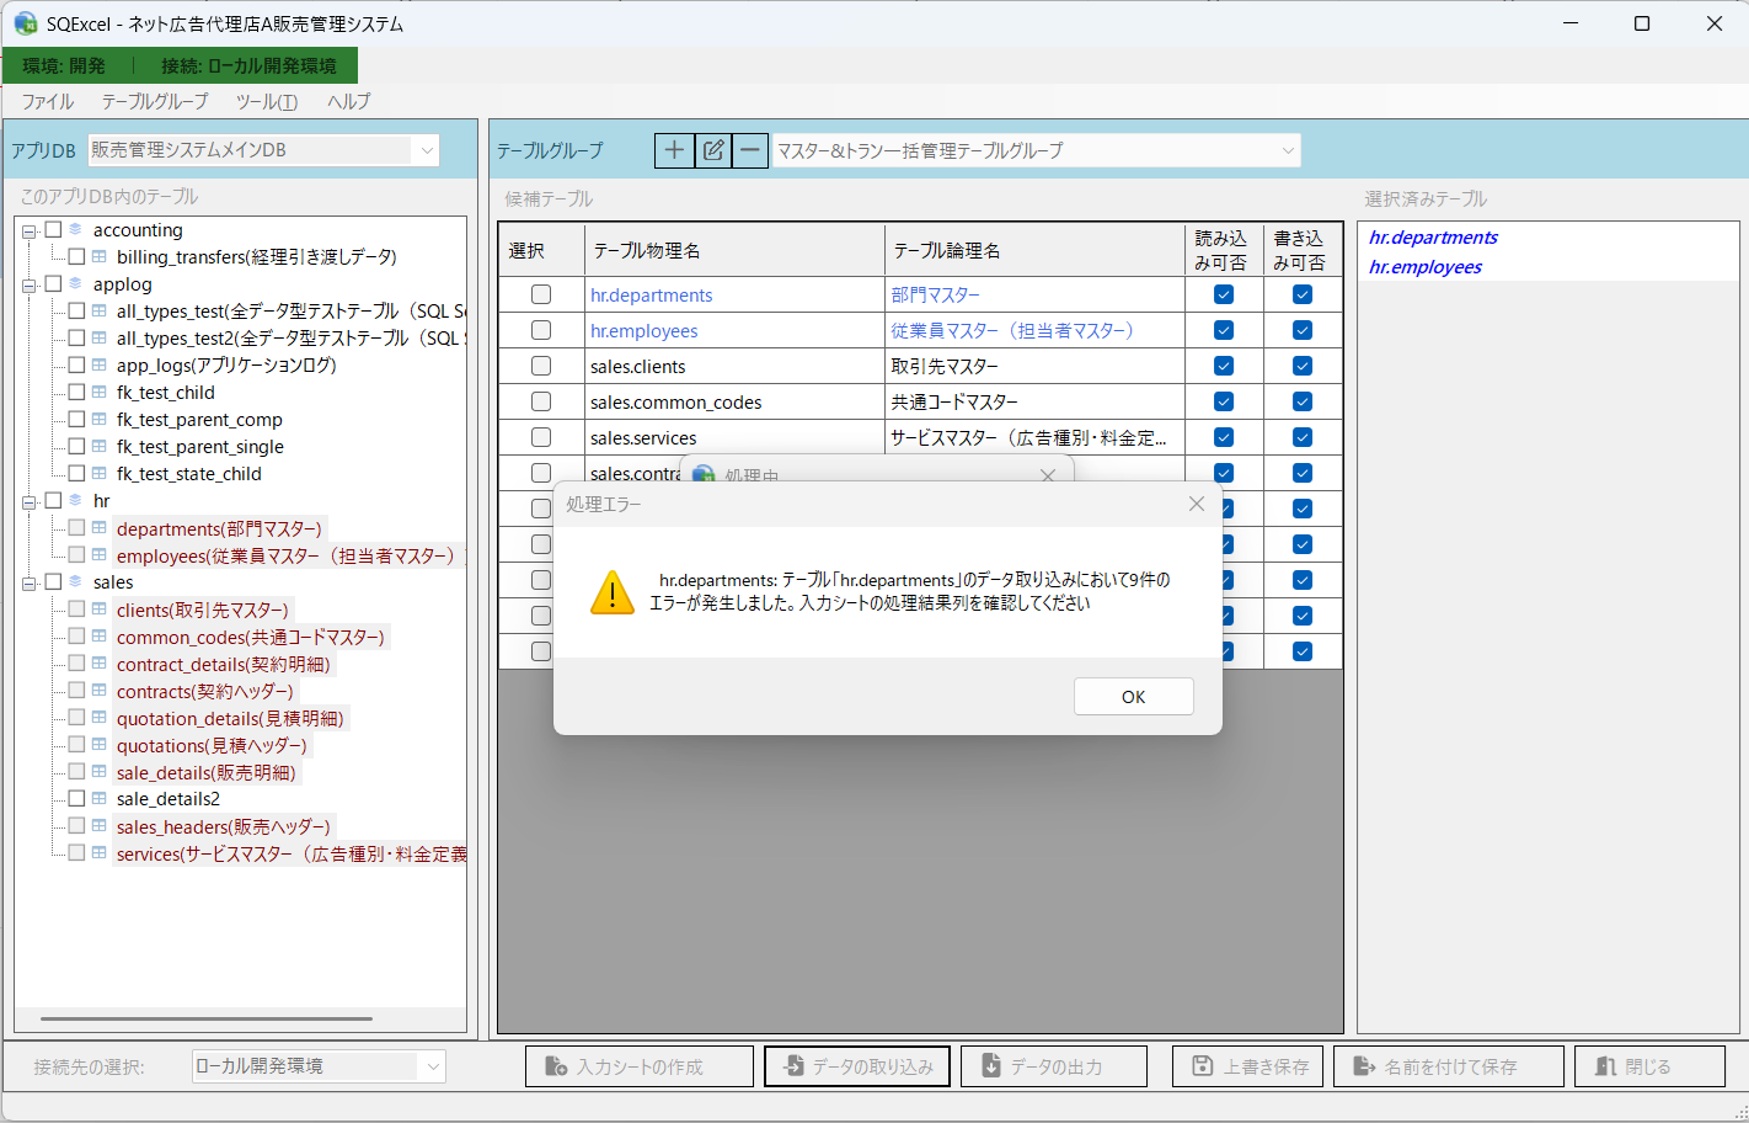 SQExcel - ネット広告代理店A販売管理システム
環境: 開発 | 接続: ローカル開発環境
ファイル テーブルグループ ツール(T) ヘルプ
アプリDB 販売管理システムメインDB
このアプリDB内のテーブル
accounting
billing_transfers(経理引き渡しデータ)
applog
all_types_test(全データ型テストテーブル（SQL Se
all_types_test2(全データ型テストテーブル（SQL
app_logs(アプリケーションログ)
fk_test_child
fk_test_parent_comp
fk_test_parent_single
fk_test_state_child
hr
departments(部門マスター)
employees(従業員マスター（担当者マスター）)
sales
clients(取引先マスター)
common_codes(共通コードマスター)
contract_details(契約明細)
contracts(契約ヘッダー)
quotation_details(見積明細)
quotations(見積ヘッダー)
sale_details(販売明細)
sale_details2
sales_headers(販売ヘッダー)
services(サービスマスター（広告種別・料金定義
テーブルグループ マスター&トラン一括管理テーブルグループ
候補テーブル
選択 テーブル物理名 テーブル論理名 読み込み可否 書き込み可否
hr.departments 部門マスター
hr.employees 従業員マスター（担当者マスター）
sales.clients 取引先マスター
sales.common_codes 共通コードマスター
sales.services サービスマスター（広告種別・料金定...
sales.contra
処理中
処理エラー
hr.departments: テーブル「hr.departments」のデータ取り込みにおいて9件の
エラーが発生しました。入力シートの処理結果列を確認してください
OK
選択済みテーブル
hr.departments
hr.employees
接続先の選択: ローカル開発環境
入力シートの作成 データの取り込み データの出力 上書き保存 名前を付けて保存 閉じる